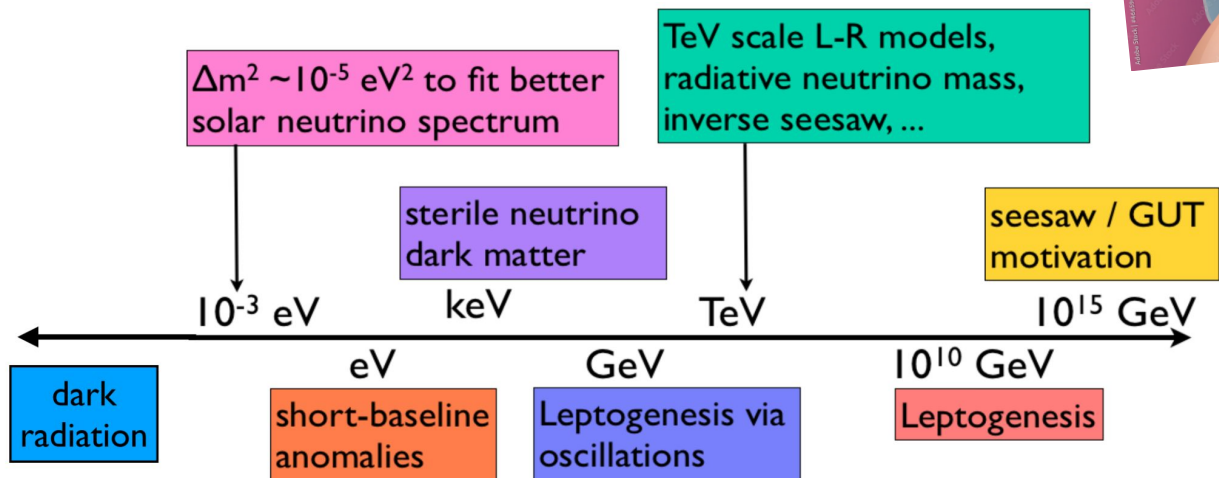 Δm² ~10⁻⁵ eV² to fit better
solar neutrino spectrum
TeV scale L-R models,
radiative neutrino mass,
inverse seesaw, ...
sterile neutrino
dark matter
seesaw / GUT
motivation
10⁻³ eV
keV
TeV
10¹⁵ GeV
eV
GeV
10¹⁰ GeV
dark
radiation
short-baseline
anomalies
Leptogenesis via
oscillations
Leptogenesis
Adobe Stock